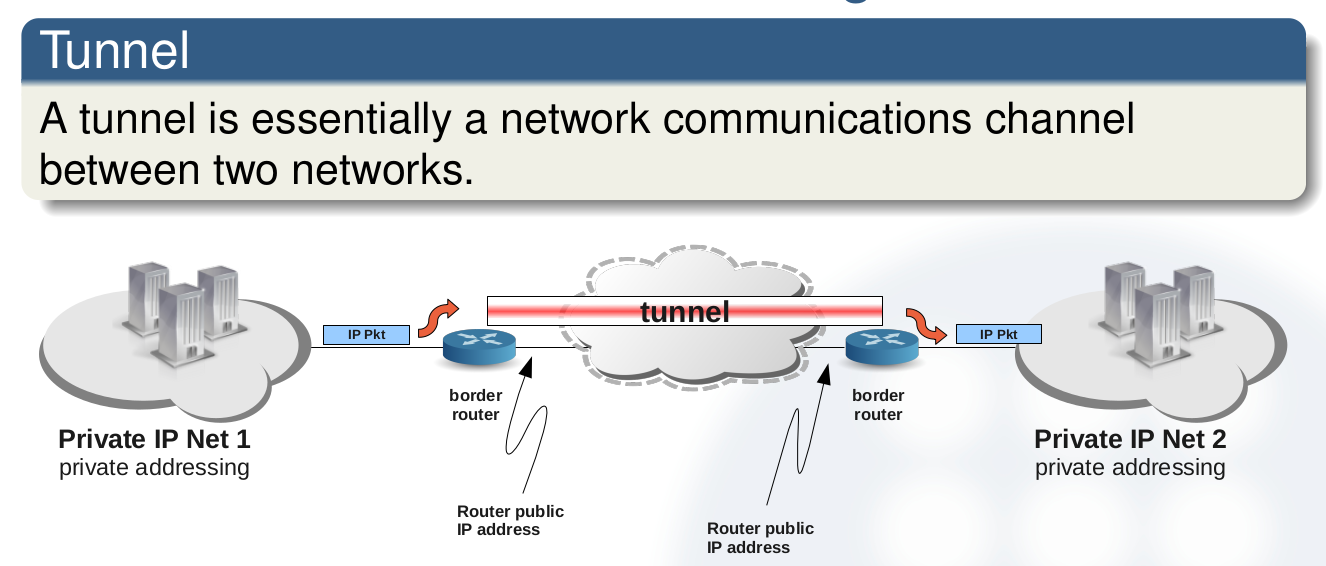 Tunnel
A tunnel is essentially a network communications channel
between two networks.
tunnel
IP Pkt
IP Pkt
border
router
border
router
Private IP Net 1
private addressing
Private IP Net 2
private addressing
Router public
IP address
Router public
IP address